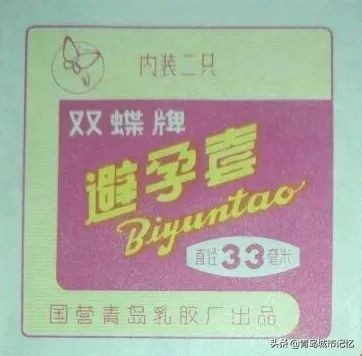 内装二只
双蝶牌
避孕套
Biyuntao
直径33毫米
国营青岛乳胶厂出品
头条@青岛城市记忆